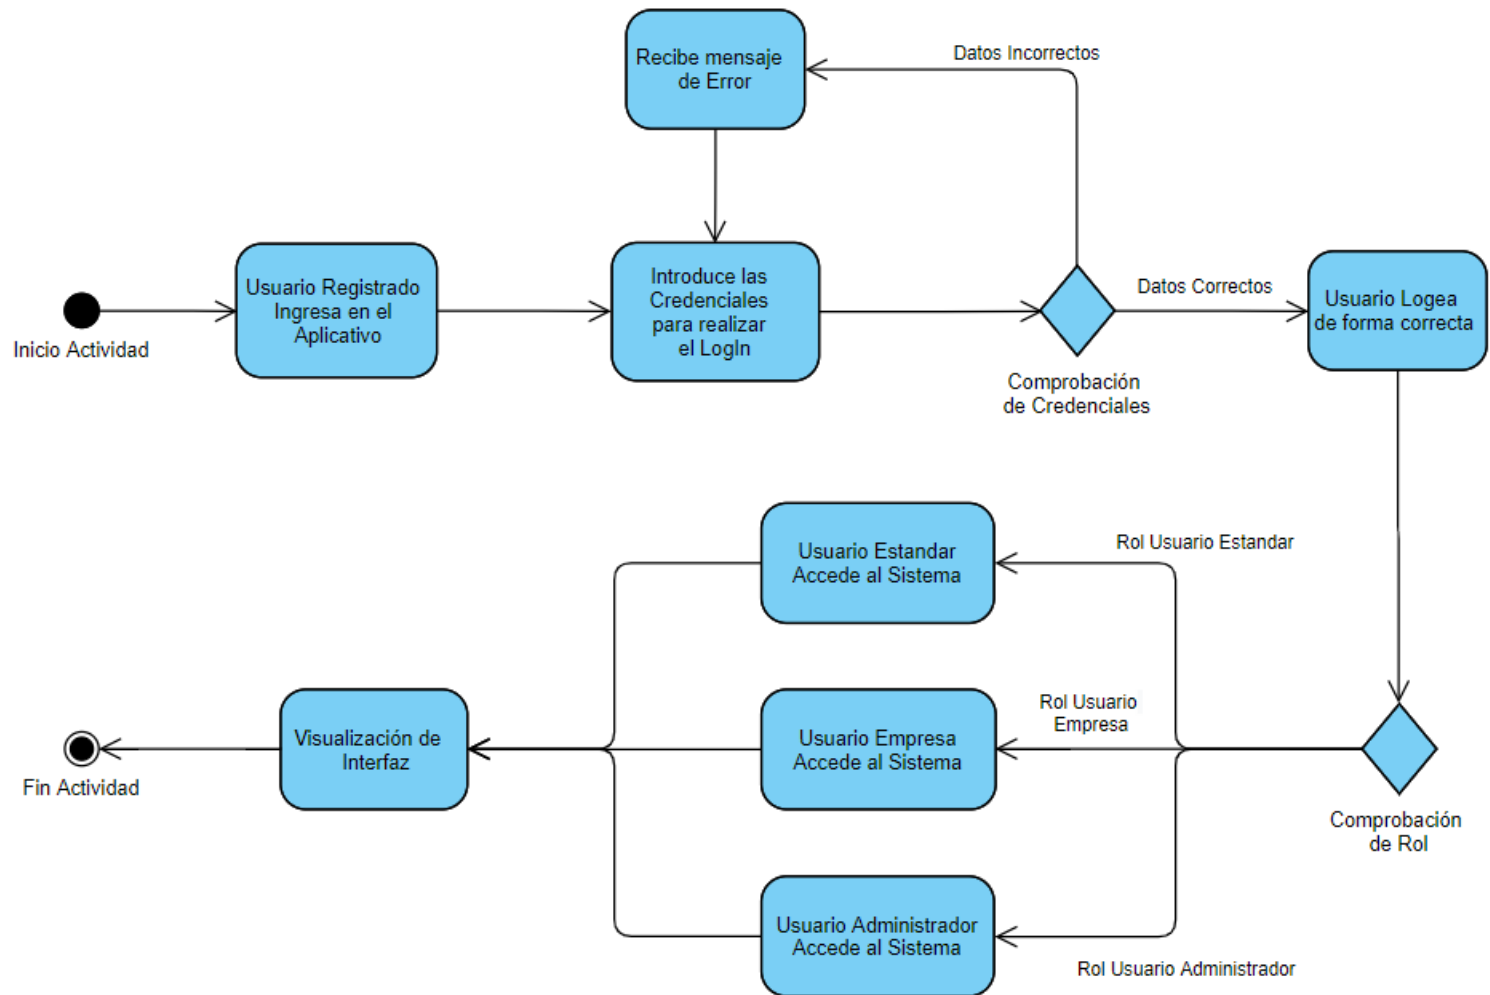 Recibe mensaje
de Error
Datos Incorrectos
Usuario Registrado
Ingresa en el
Aplicativo
Inicio Actividad
Introduce las
Credenciales
para realizar
el LogIn
Datos Correctos
Comprobación
de Credenciales
Usuario Logea
de forma correcta
Usuario Estandar
Accede al Sistema
Rol Usuario Estandar
Visualización de
Interfaz
Fin Actividad
Usuario Empresa
Accede al Sistema
Rol Usuario
Empresa
Comprobación
de Rol
Usuario Administrador
Accede al Sistema
Rol Usuario Administrador